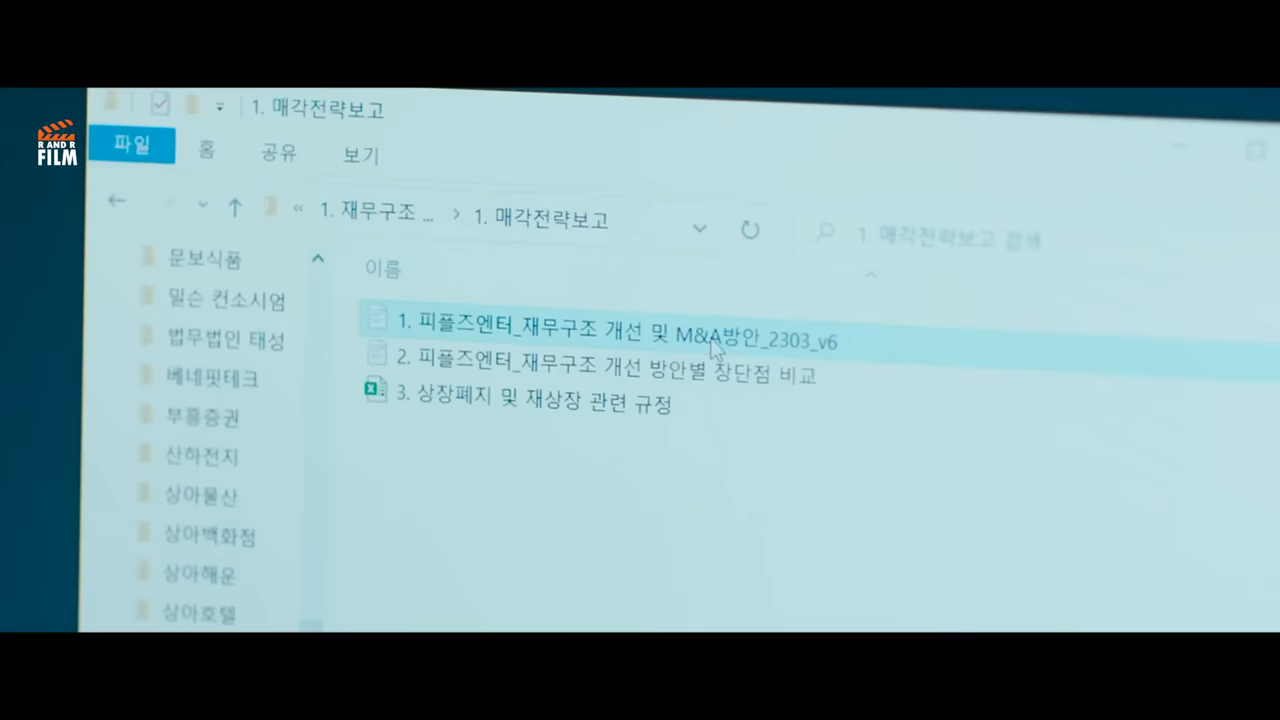 1. 매각전략보고
R AND R
FILM
파일 홈 공유 보기
« 1. 재무구조 ... > 1. 매각전략보고
1 매각전략보고 검색
이름
문보식품
밀슨 컨소시엄
법무법인 태성
베네핏테크
부흥증권
산하전지
상아물산
상아백화점
상아해운
상아호텔
1. 피플즈엔터_재무구조 개선 및 M&A방안_2303_v6
2. 피플즈엔터_재무구조 개선 방안별 장단점 비교
3. 상장폐지 및 재상장 관련 규정